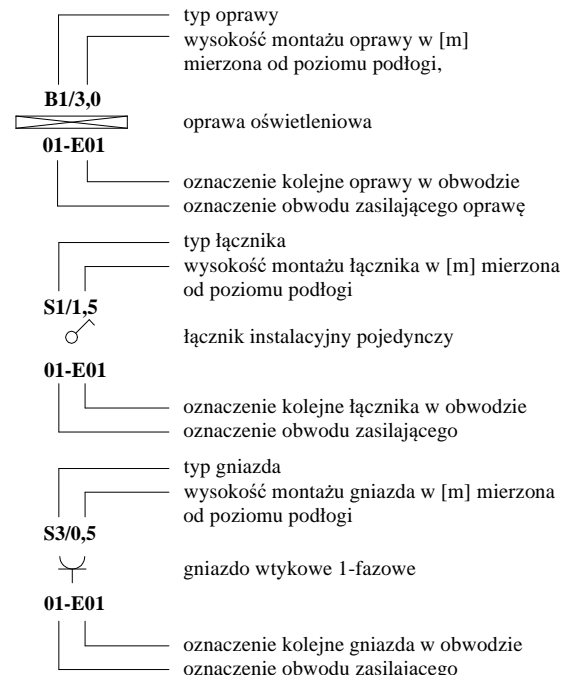 typ oprawy
wysokość montażu oprawy w [m]
mierzona od poziomu podłogi,
B1/3,0
oprawa oświetleniowa
01-E01
oznaczenie kolejne oprawy w obwodzie
oznaczenie obwodu zasilającego oprawę
typ łącznika
wysokość montażu łącznika w [m] mierzona
od poziomu podłogi
S1/1,5
łącznik instalacyjny pojedynczy
01-E01
oznaczenie kolejne łącznika w obwodzie
oznaczenie obwodu zasilającego
typ gniazda
wysokość montażu gniazda w [m] mierzona
od poziomu podłogi
S3/0,5
gniazdo wtykowe 1-fazowe
01-E01
oznaczenie kolejne gniazda w obwodzie
oznaczenie obwodu zasilającego